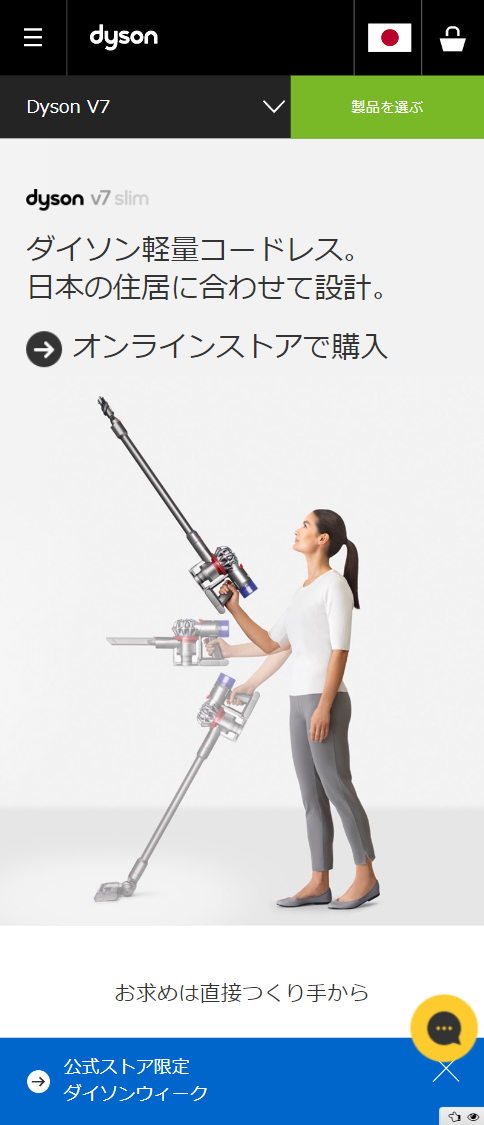 dyson
Dyson V7
製品を選ぶ
dyson v7 slim
ダイソン軽量コードレス。
日本の住居に合わせて設計。
オンラインストアで購入
お求めは直接つくり手から
公式ストア限定
ダイソンウィーク